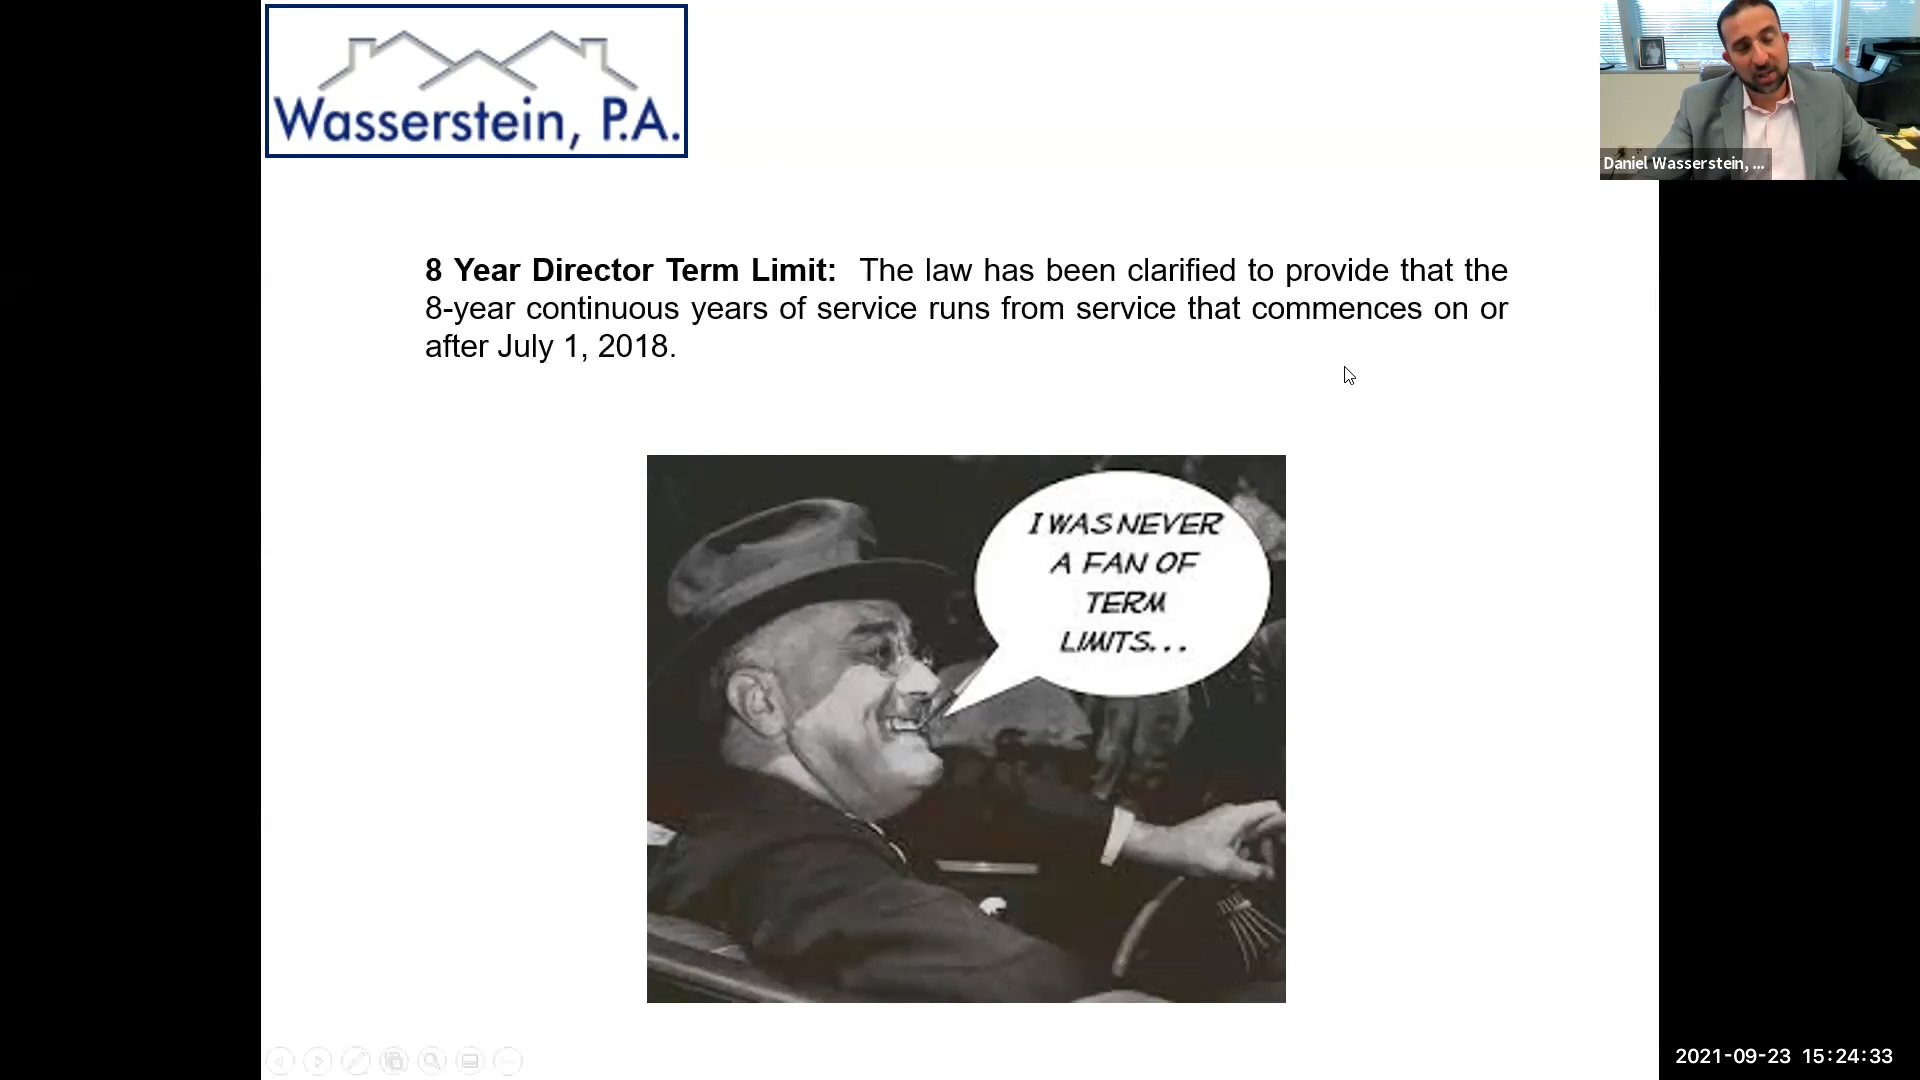 Wasserstein, P.A.
Daniel Wasserstein, ...
8 Year Director Term Limit: The law has been clarified to provide that the
8-year continuous years of service runs from service that commences on or
after July 1, 2018.
I WAS NEVER
A FAN OF
TERM
LIMITS...
2021-09-23 15:24:33